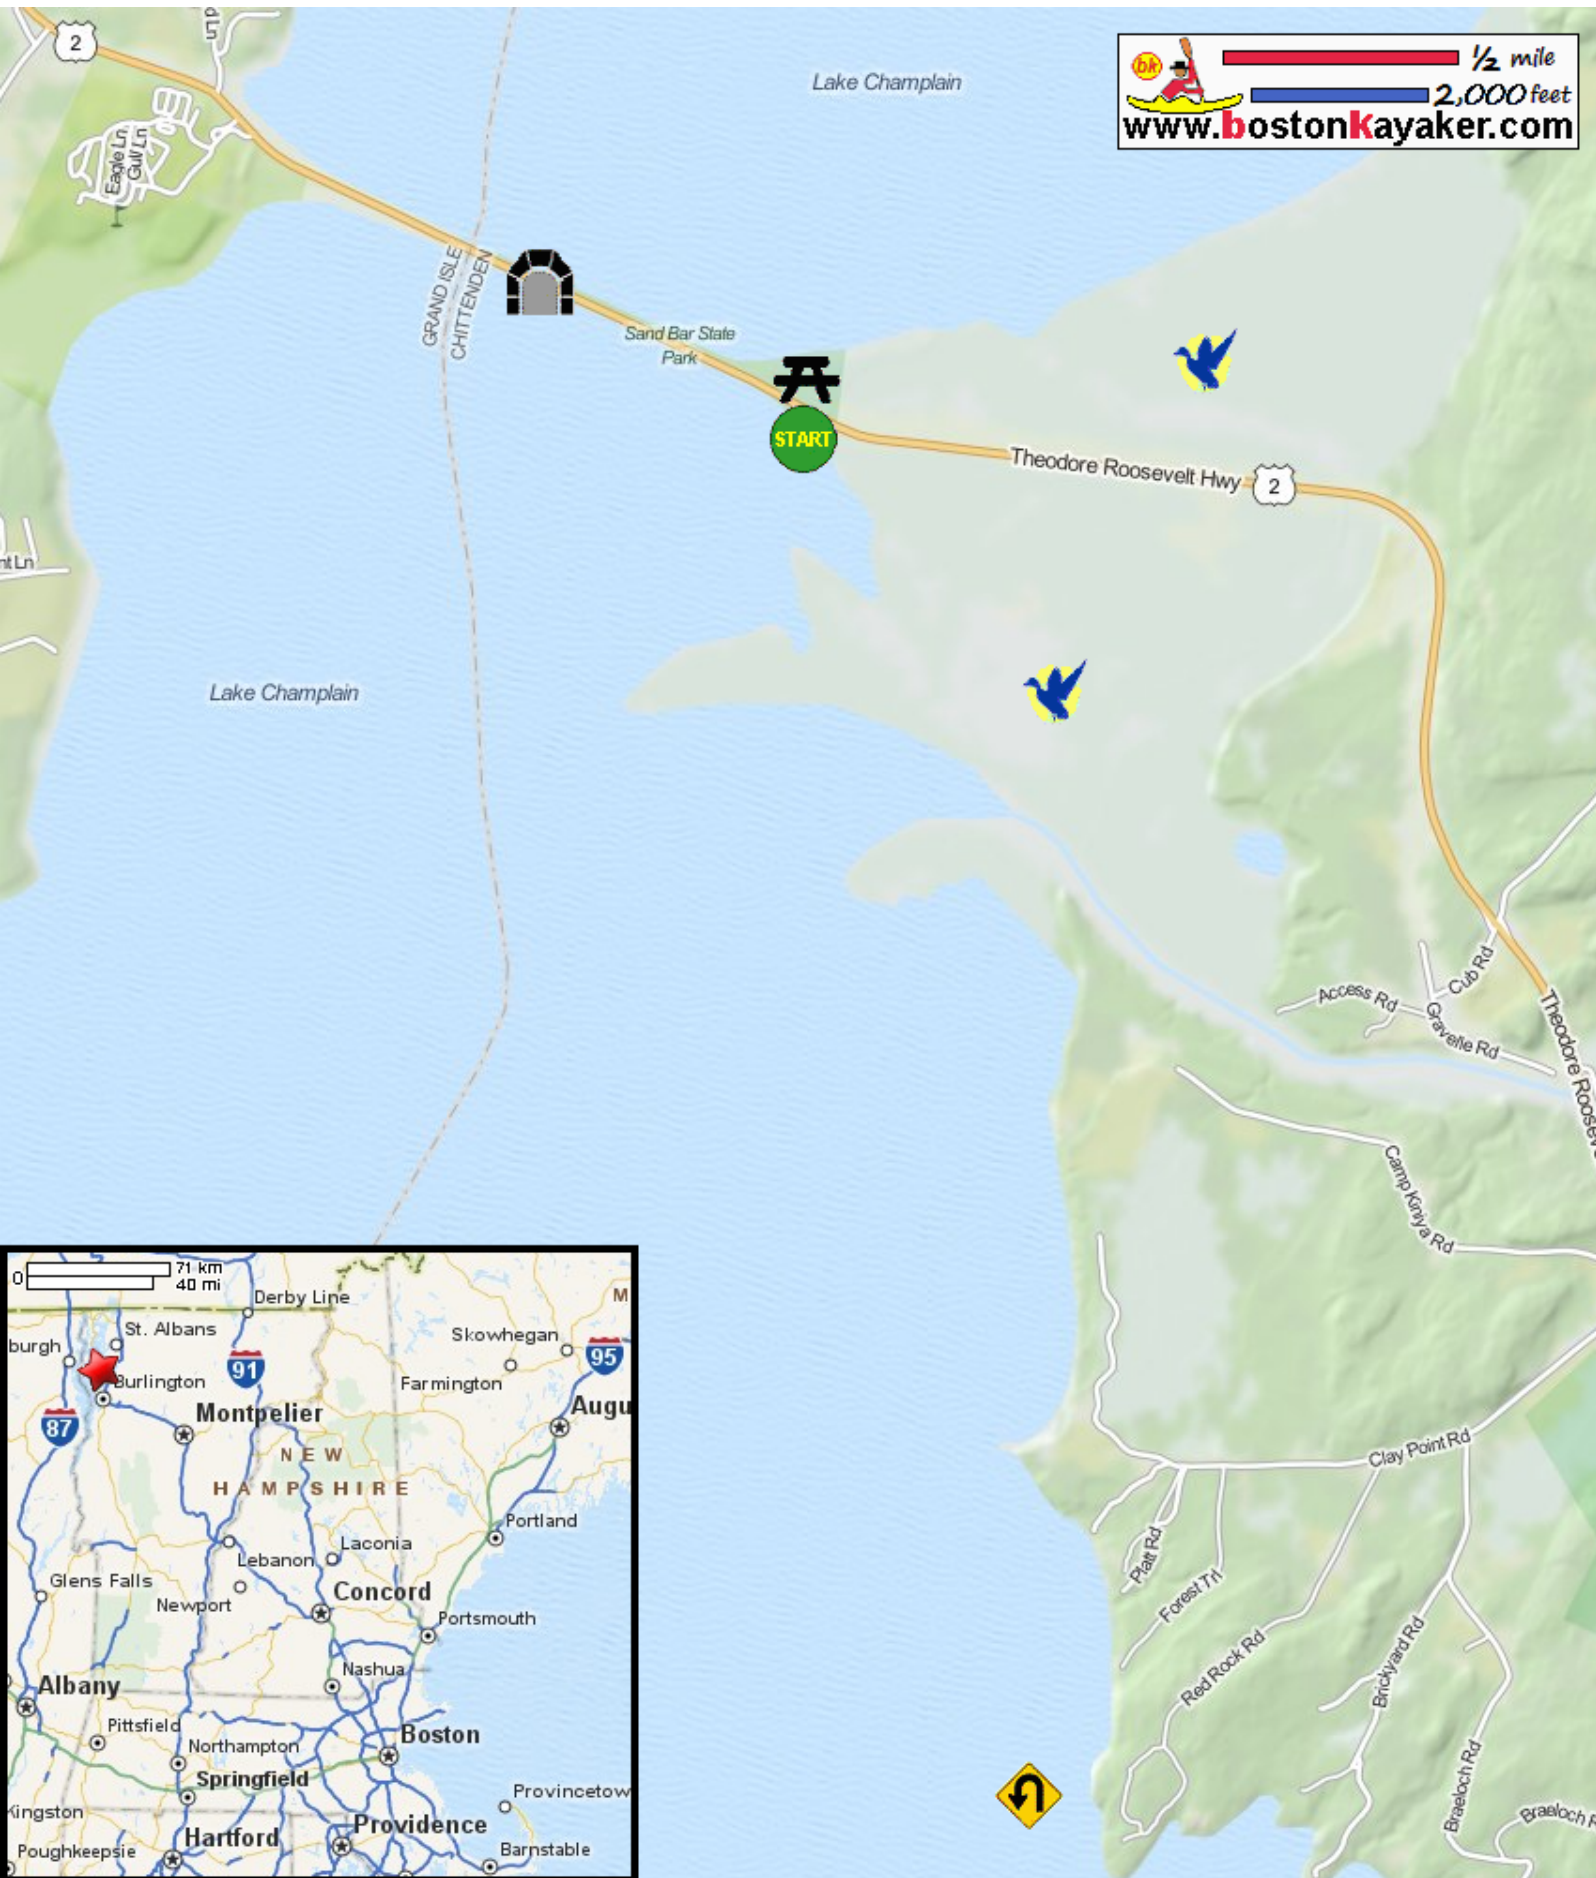 2
d Ln
Lake Champlain
bk
½ mile
2,000 feet
www.bostonkayaker.com
Eagle Ln
Gull Ln
GRAND ISLE
CHITTENDEN
Sand Bar State
Park
START
Theodore Roosevelt Hwy
2
nt Ln
Lake Champlain
Cub Rd
Access Rd
Gravelle Rd
Theodore Roosev
Camp Kiniya Rd
Clay Point Rd
Platt Rd
Forest Trl
Red Rock Rd
Brickyard Rd
Braeloch Rd
Braeloch R
0
71 km
40 mi
Derby Line
M
St. Albans
burgh
Skowhegan
95
91
Burlington
Farmington
87
Montpelier
Augu
NEW
HAMPSHIRE
Portland
Laconia
Lebanon
Glens Falls
Newport
Concord
Portsmouth
Nashua
Albany
Pittsfield
Boston
Northampton
Springfield
Provincetow
Kingston
Providence
Hartford
Poughkeepsie
Barnstable